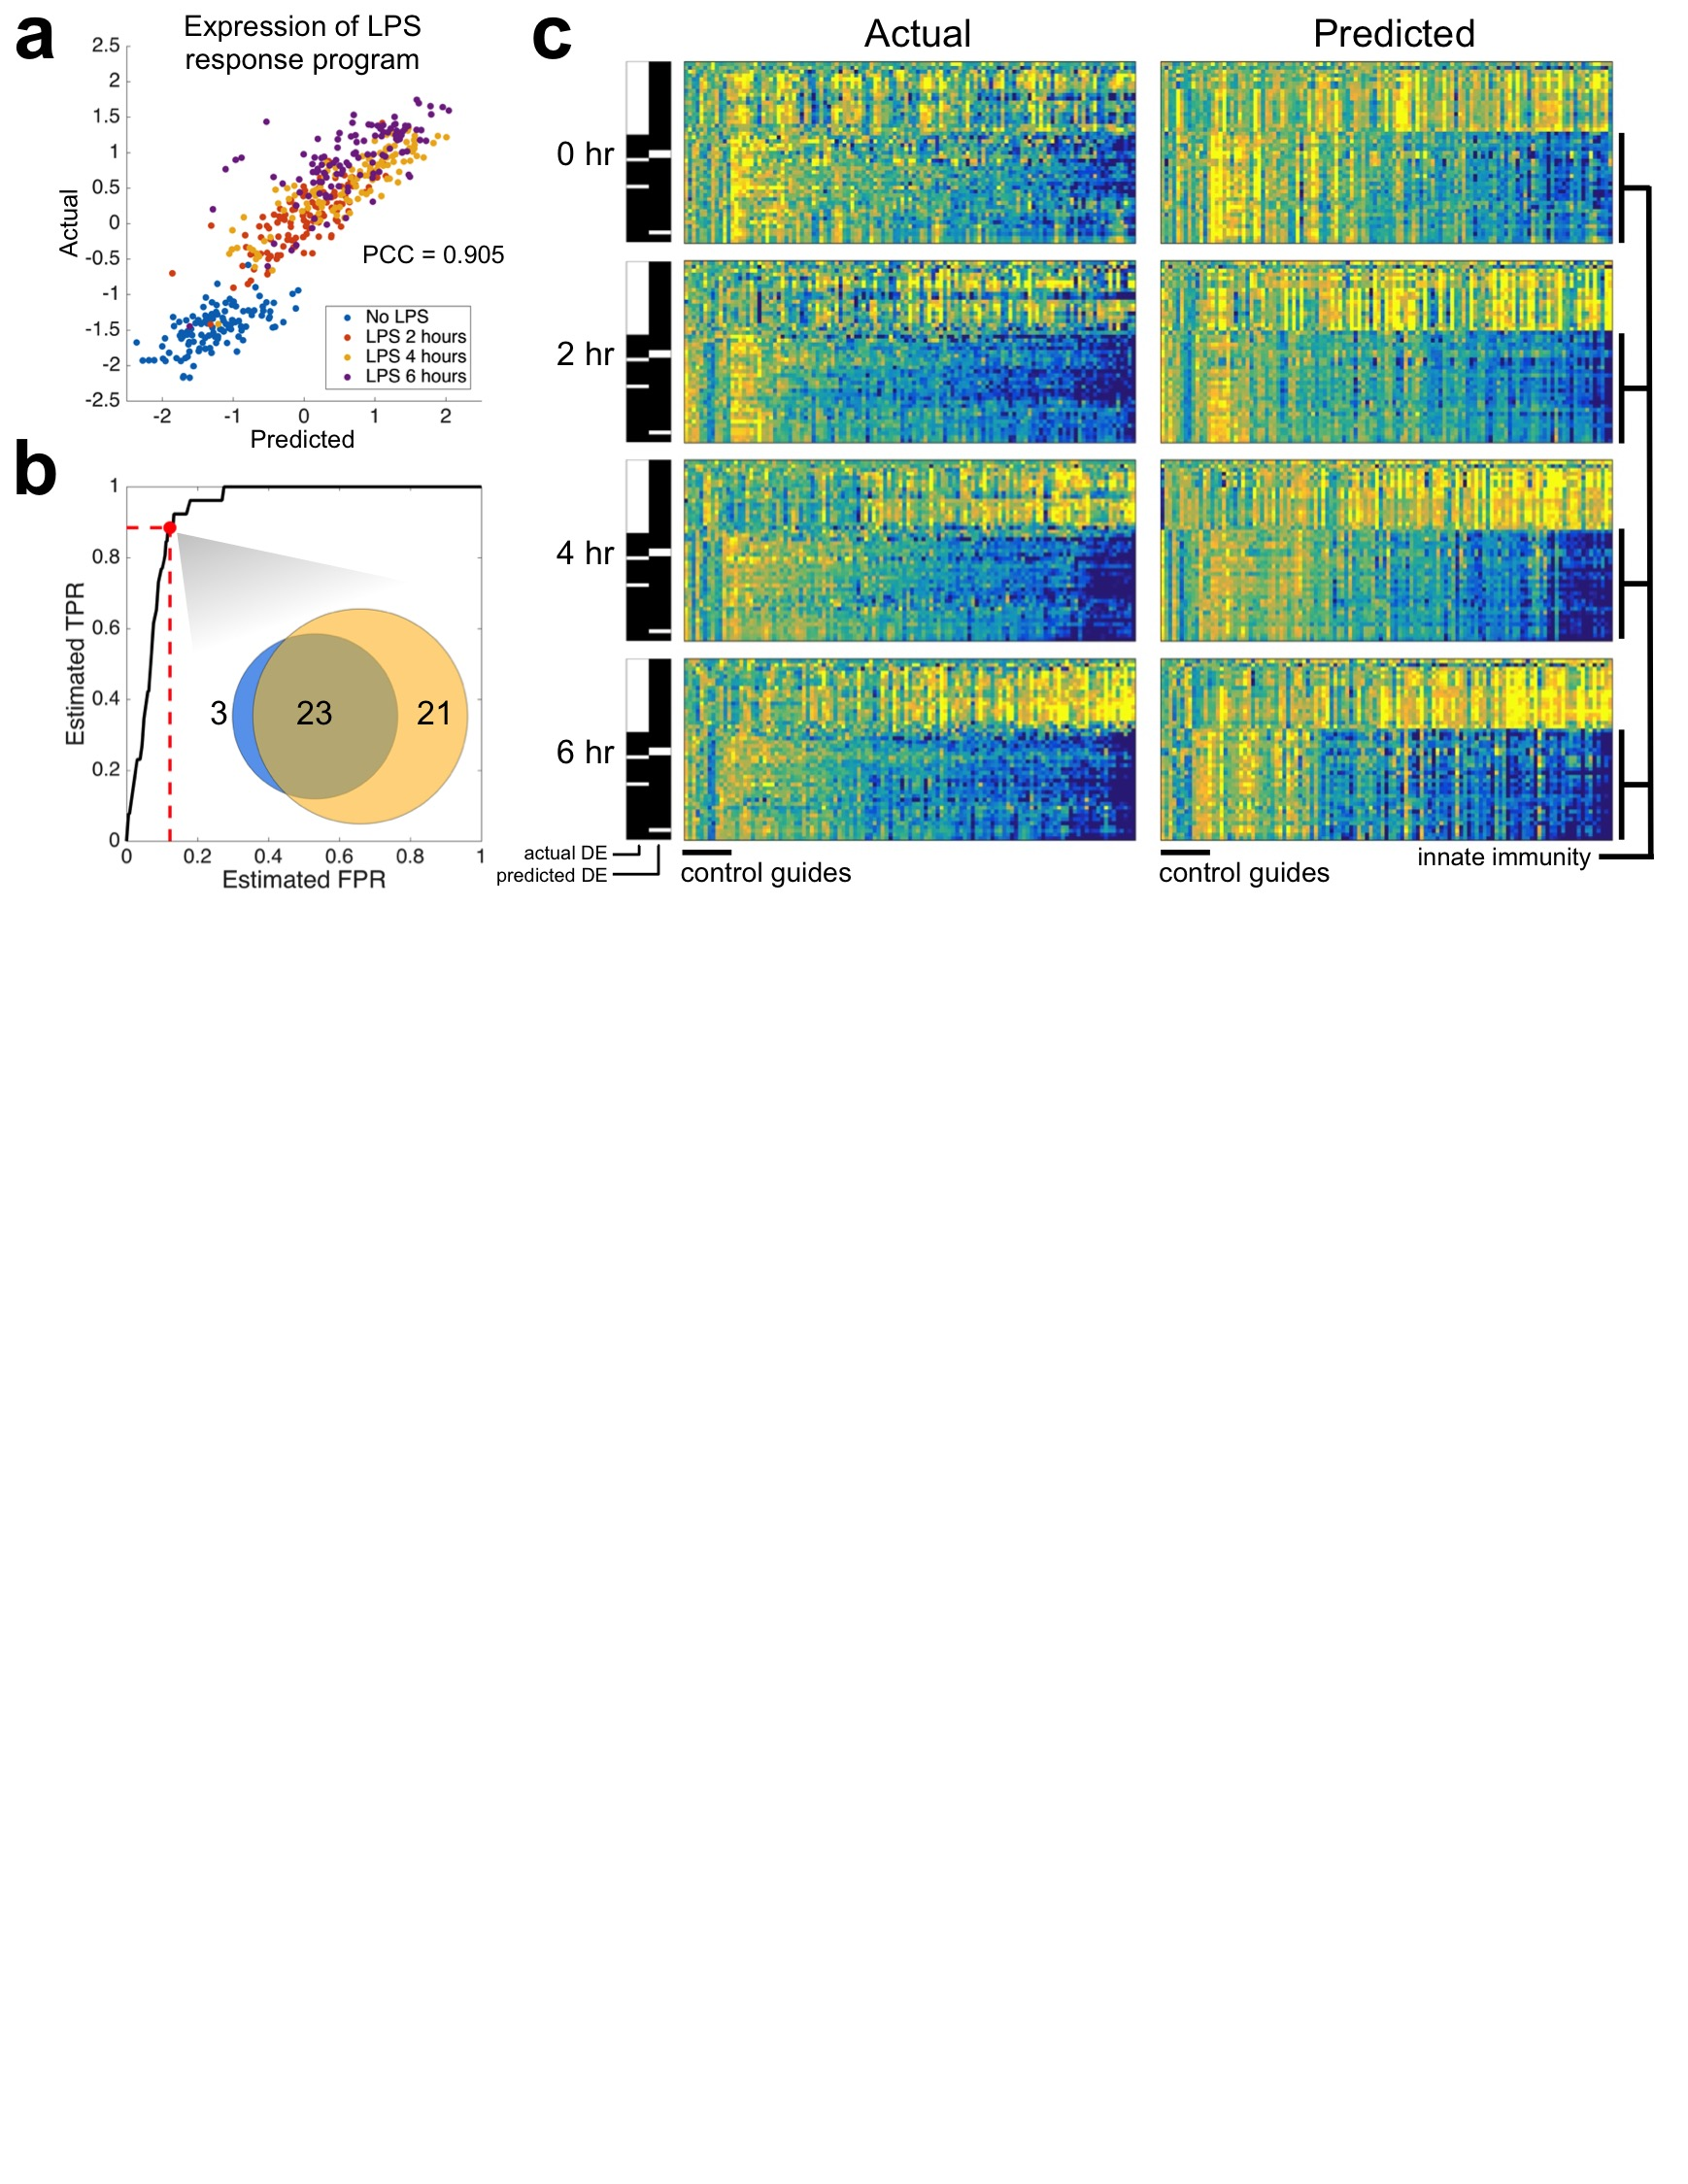 a
Expression of LPS
response program
2.5
2
1.5
1
0.5
0
-0.5
-1
-1.5
-2
-2.5
Actual
PCC = 0.905
No LPS
LPS 2 hours
LPS 4 hours
LPS 6 hours
-2 -1 0 1 2
Predicted
b
1
0.8
0.6
0.4
0.2
0
Estimated TPR
3 23 21
0 0.2 0.4 0.6 0.8 1
Estimated FPR
c
Actual Predicted
0 hr
2 hr
4 hr
6 hr
actual DE
predicted DE
control guides
control guides
innate immunity